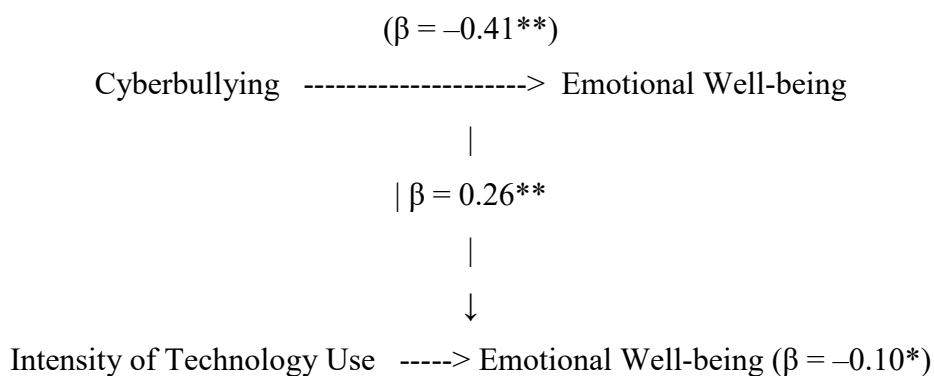 (β = –0.41**)
Cyberbullying ---------------------> Emotional Well-being
|
| β = 0.26**
|
↓
Intensity of Technology Use -----> Emotional Well-being (β = –0.10*)